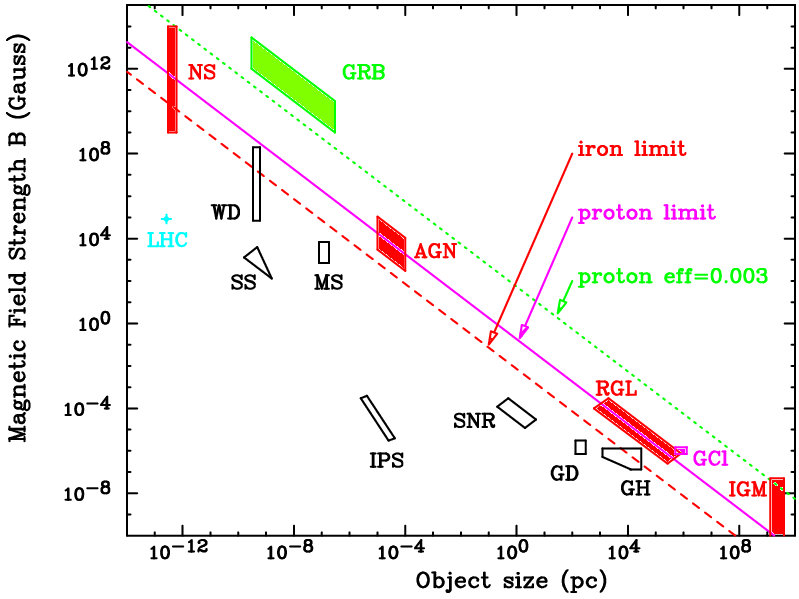 Magnetic Field Strength B (Gauss)
10^12
10^8
10^4
10^0
10^-4
10^-8
NS
GRB
iron limit
WD
proton limit
LHC
AGN
SS
MS
proton eff=0.003
RGL
SNR
IPS
GCl
GD
GH
IGM
10^-12
10^-8
10^-4
10^0
10^4
10^8
Object size (pc)